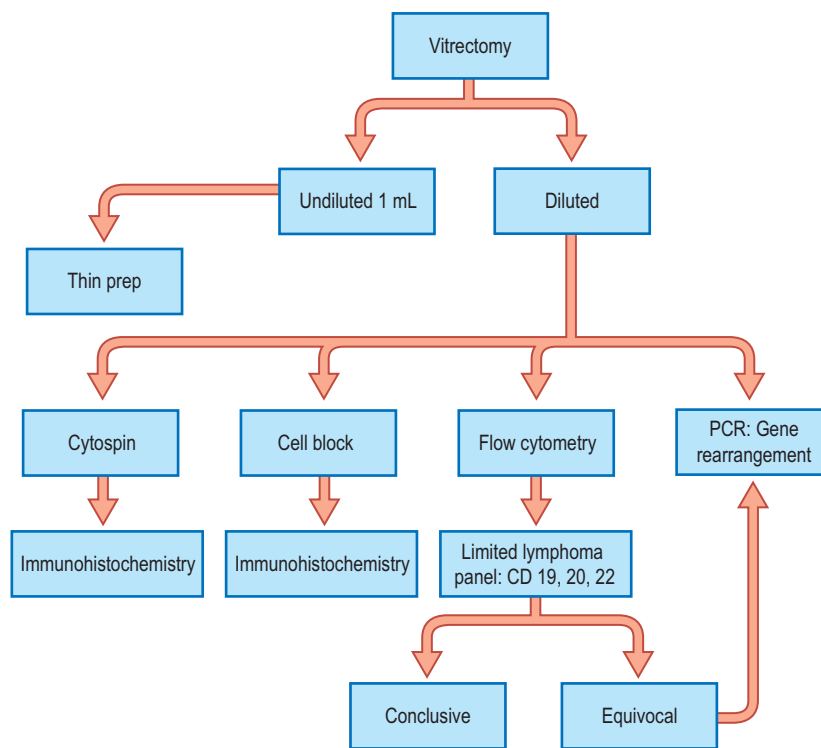 Vitrectomy
Undiluted 1 mL
Diluted
Thin prep
Cytospin
Cell block
Flow cytometry
PCR: Gene
rearrangement
Immunohistochemistry
Immunohistochemistry
Limited lymphoma
panel: CD 19, 20, 22
Conclusive
Equivocal